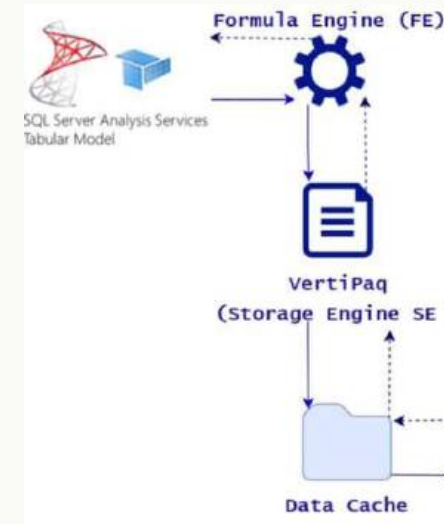 Formula Engine (FE)
SQL Server Analysis Services
Tabular Model
VertiPaq
(Storage Engine SE
Data Cache